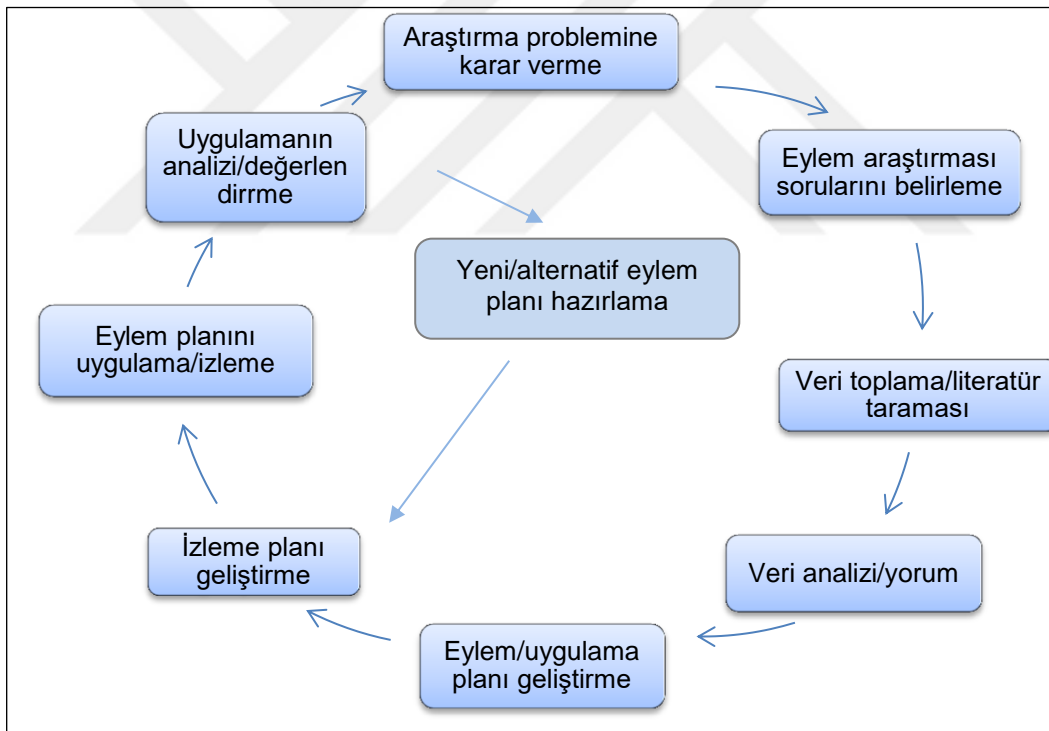 Araştırma problemine
karar verme
Eylem araştırması
sorularını belirleme
Veri toplama/literatür
taraması
Veri analizi/yorum
Eylem/uygulama
planı geliştirme
İzleme planı
geliştirme
Eylem planını
uygulama/izleme
Uygulamanın
analizi/değerlen
dirrme
Yeni/alternatif eylem
planı hazırlama